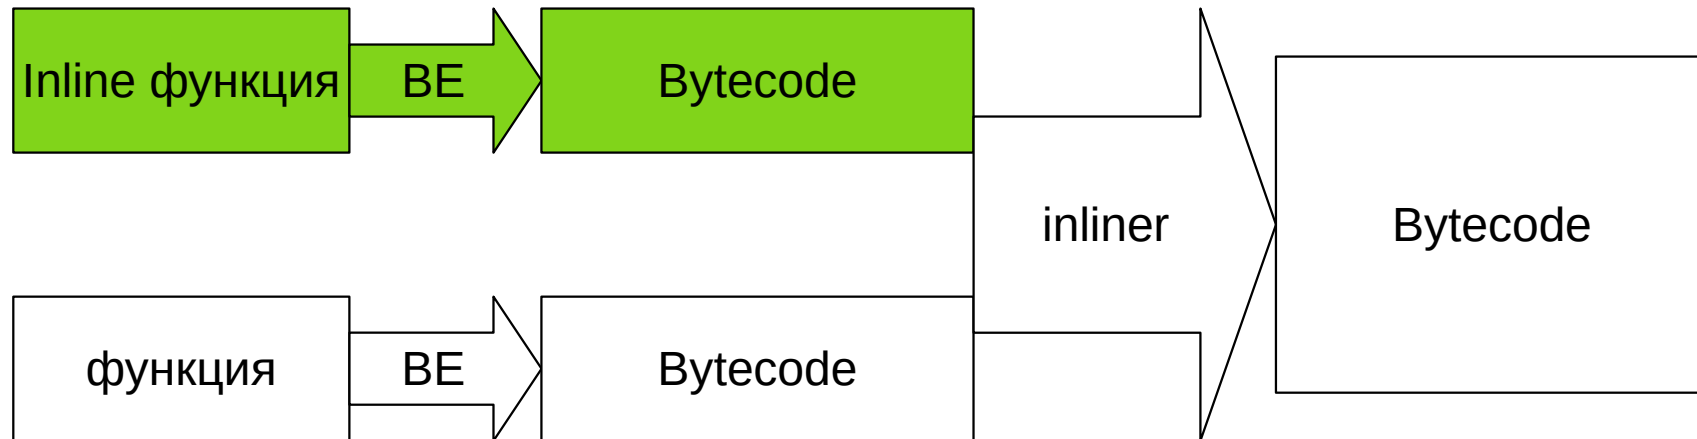 Inline функция
BE
Bytecode
inliner
Bytecode
функция
BE
Bytecode